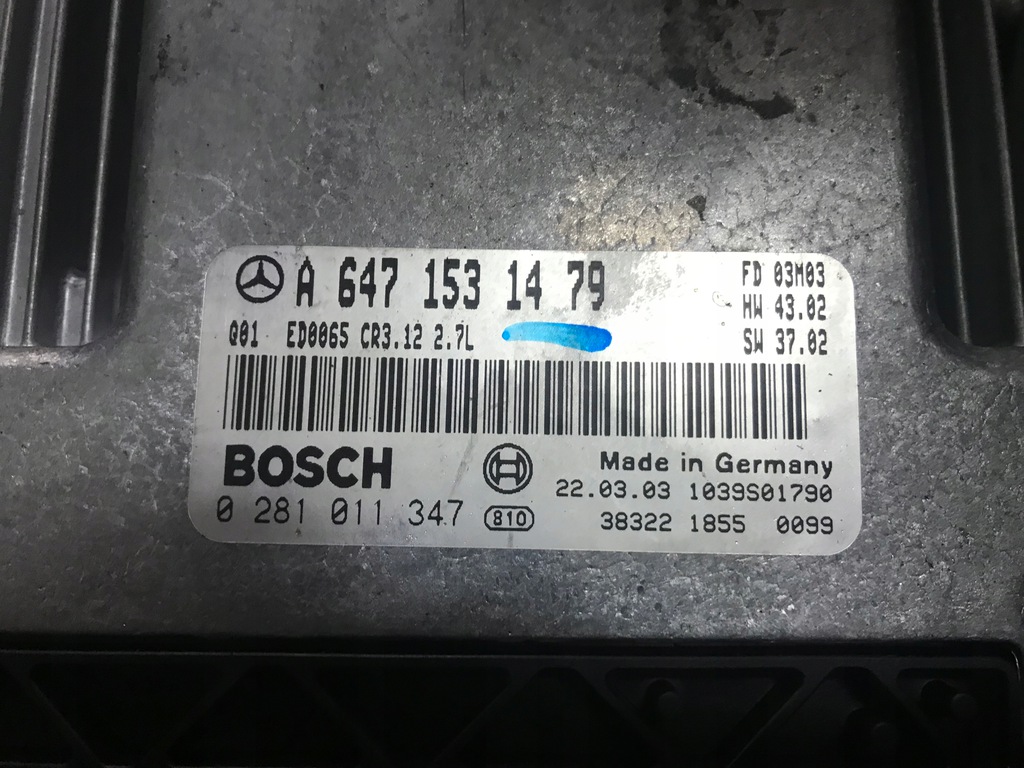 A 647 153 14 79
FD 03M03
HW 43.02
Q01 ED0065 CR3.12 2.7L
SW 37.02
BOSCH
Made in Germany
22.03.03 1039S01790
0 281 011 347 810
38322 1855 0099